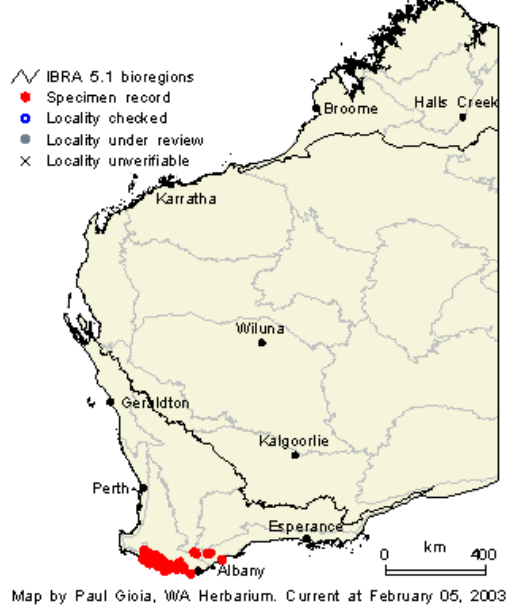 IBRA 5.1 bioregions
Specimen record
Locality checked
Locality under review
Locality unverifiable
Broome
Halls Creek
Karratha
Wiluna
Geraldton
Kalgoorlie
Perth
Esperance
Albany
km
0 400
Map by Paul Gioia, WA Herbarium. Current at February 05, 2003